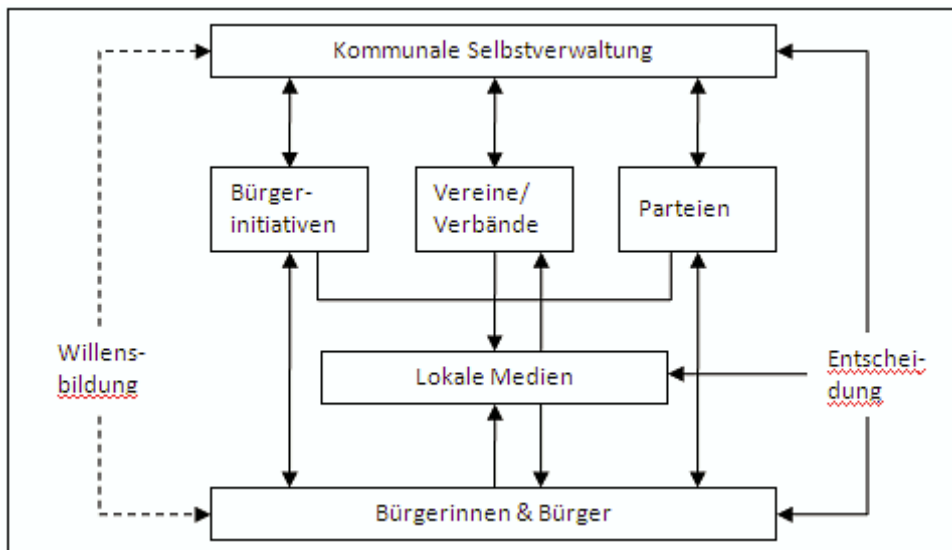 Kommunale Selbstverwaltung
Bürger-
initiativen
Vereine/
Verbände
Parteien
Willens-
bildung
Lokale Medien
Entschei-
dung
Bürgerinnen & Bürger